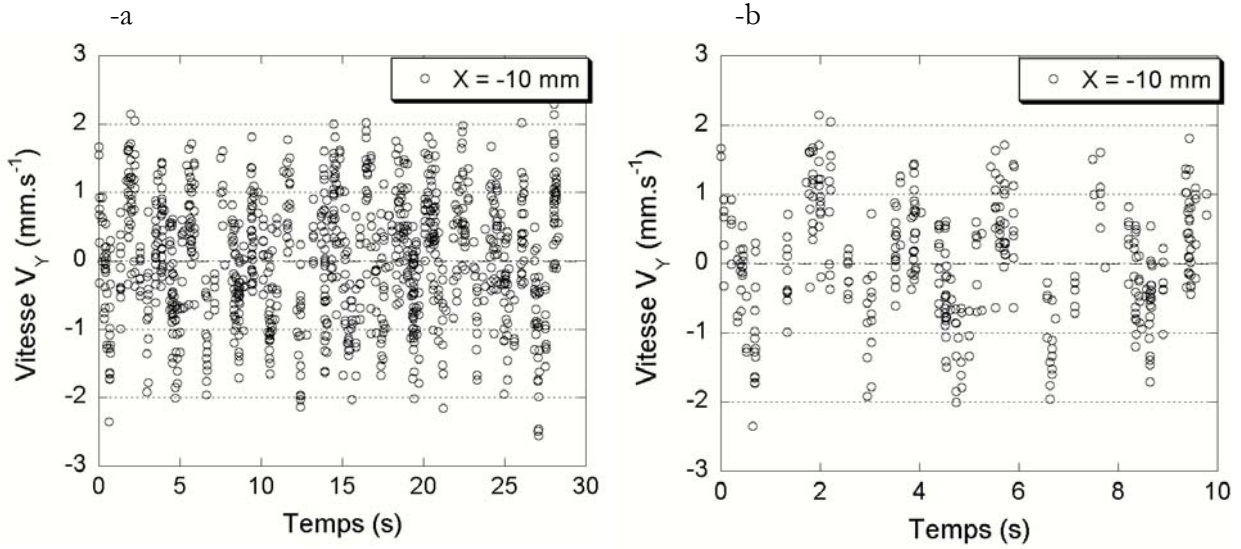 -a
-b
3
2
1
0
-1
-2
-3
Vitesse V_Y (mm.s⁻¹)
X = -10 mm
0 5 10 15 20 25 30
Temps (s)
3
2
1
0
-1
-2
-3
Vitesse V_Y (mm.s⁻¹)
X = -10 mm
0 2 4 6 8 10
Temps (s)